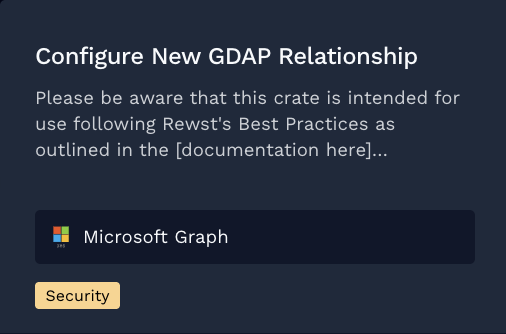 Configure New GDAP Relationship
Please be aware that this crate is intended for
use following Rewst's Best Practices as
outlined in the [documentation here]...
Microsoft Graph
Security